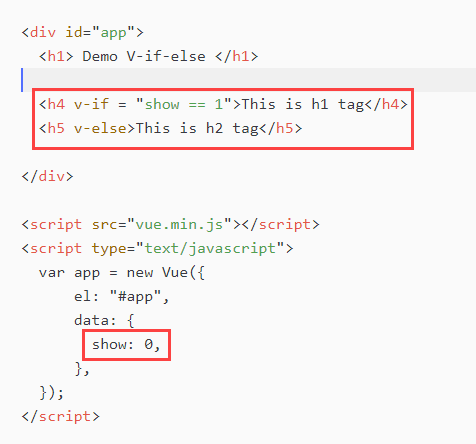 <div id="app">
<h1> Demo V-if-else </h1>
<h4 v-if = "show == 1">This is h1 tag</h4>
<h5 v-else>This is h2 tag</h5>
</div>
<script src="vue.min.js"></script>
<script type="text/javascript">
var app = new Vue({
el: "#app",
data: {
show: 0,
},
});
</script>